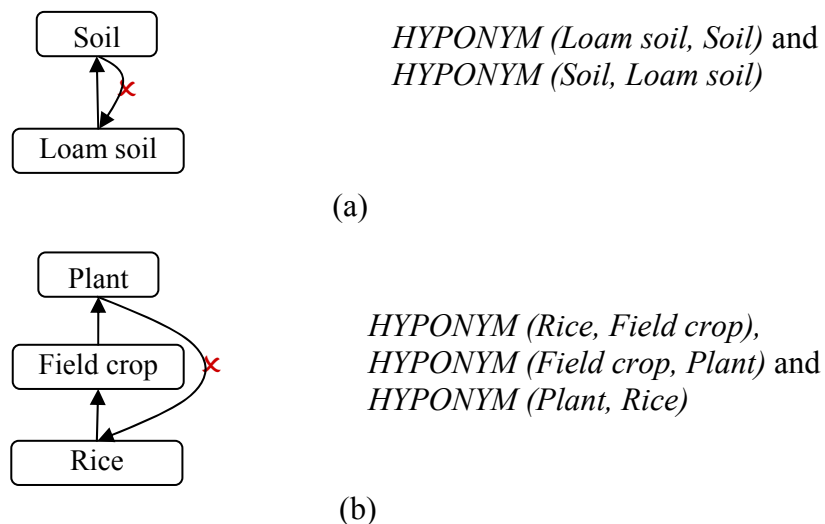 Soil
HYPONYM (Loam soil, Soil) and
HYPONYM (Soil, Loam soil)
Loam soil
(a)
Plant
HYPONYM (Rice, Field crop),
HYPONYM (Field crop, Plant) and
HYPONYM (Plant, Rice)
Field crop
Rice
(b)